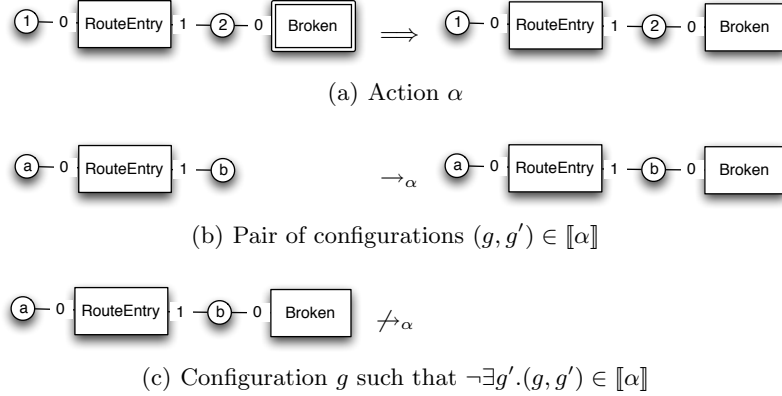 1 0 RouteEntry 1 2 0 Broken ⟹ 1 0 RouteEntry 1 2 0 Broken
(a) Action α
a 0 RouteEntry 1 b →α a 0 RouteEntry 1 b 0 Broken
(b) Pair of configurations (g, g′) ∈ ⟦α⟧
a 0 RouteEntry 1 b 0 Broken ↛α
(c) Configuration g such that ¬∃g′.(g, g′) ∈ ⟦α⟧